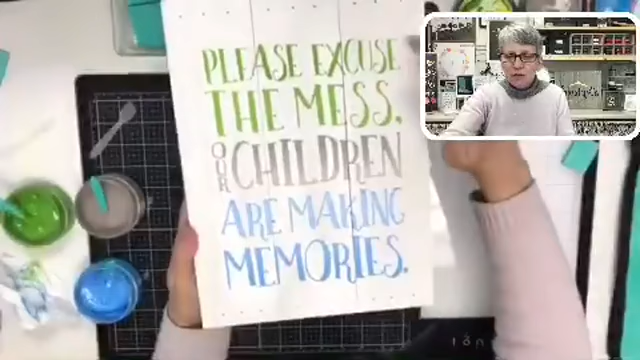 PLEASE EXCUSE
THE MESS,
OUR CHILDREN
ARE MAKING
MEMORIES.